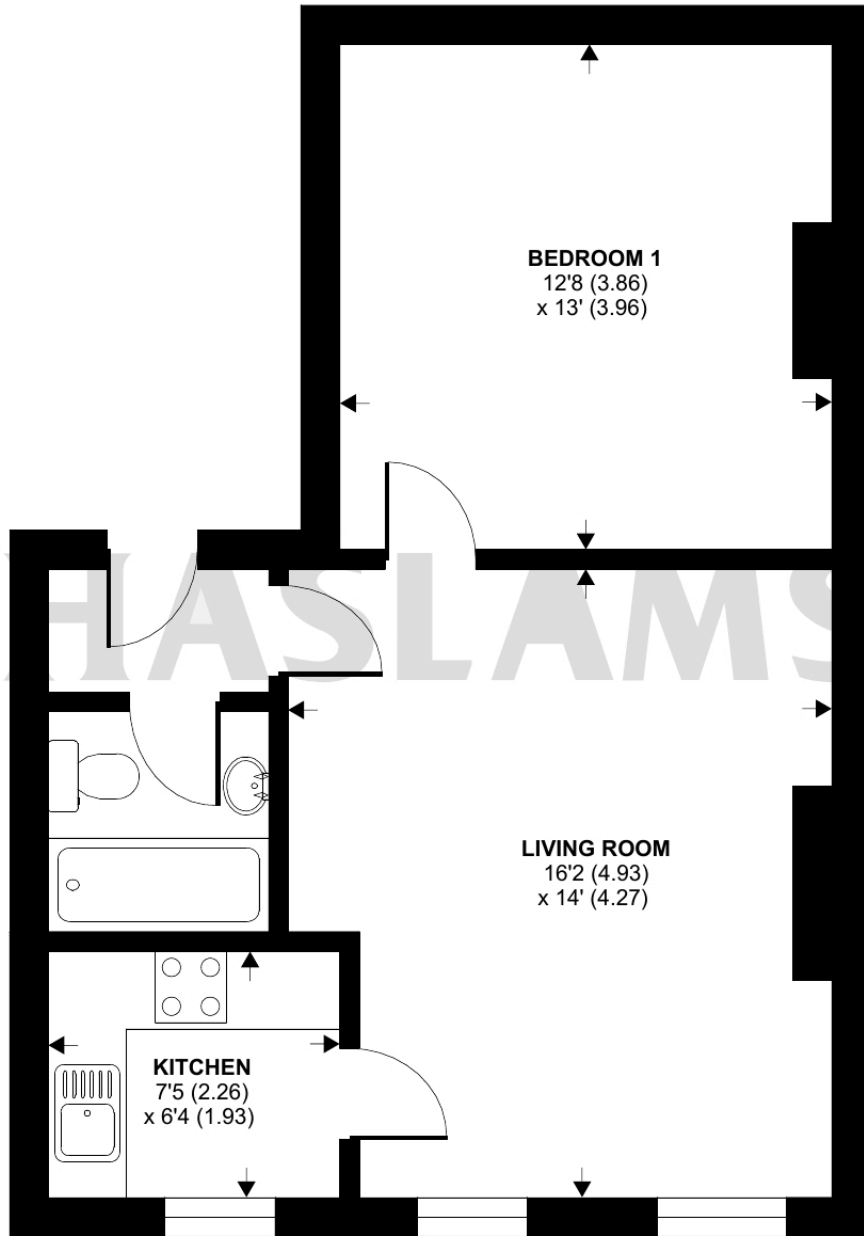 BEDROOM 1
12'8 (3.86)
x 13' (3.96)
HASLAMS
LIVING ROOM
16'2 (4.93)
x 14' (4.27)
KITCHEN
7'5 (2.26)
x 6'4 (1.93)